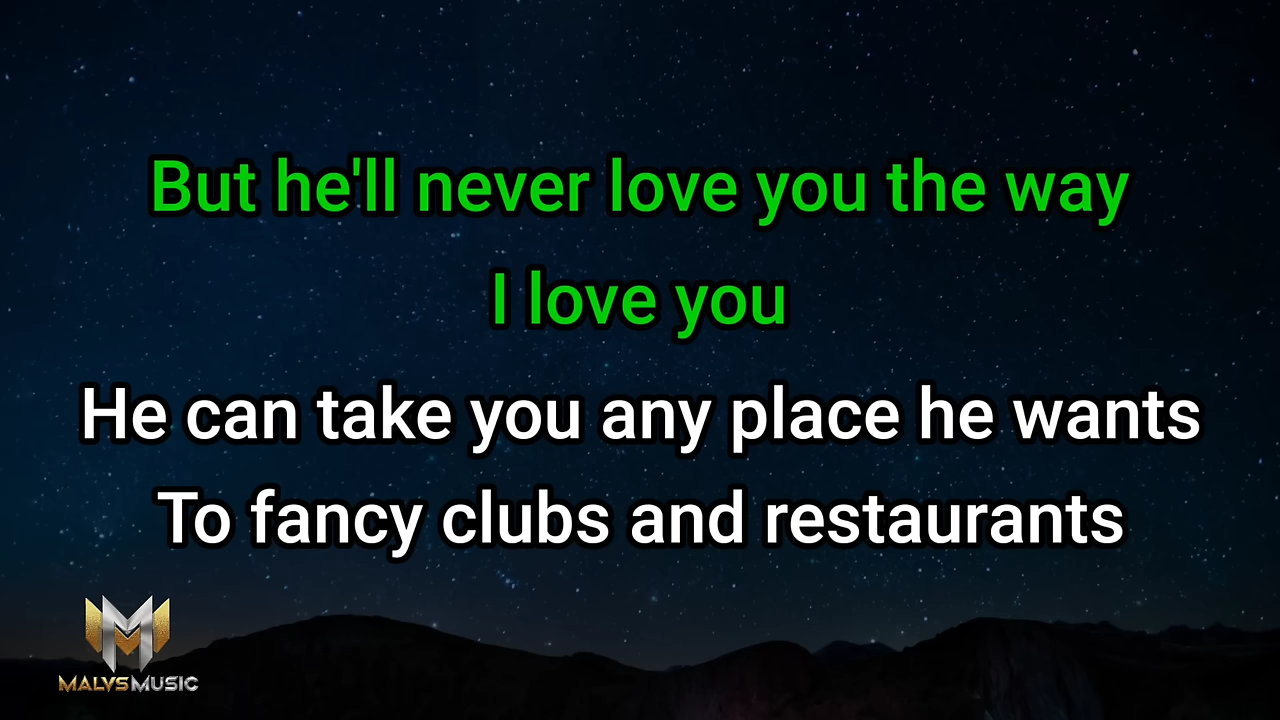 But he'll never love you the way
I love you
He can take you any place he wants
To fancy clubs and restaurants
MALVSMUSIC